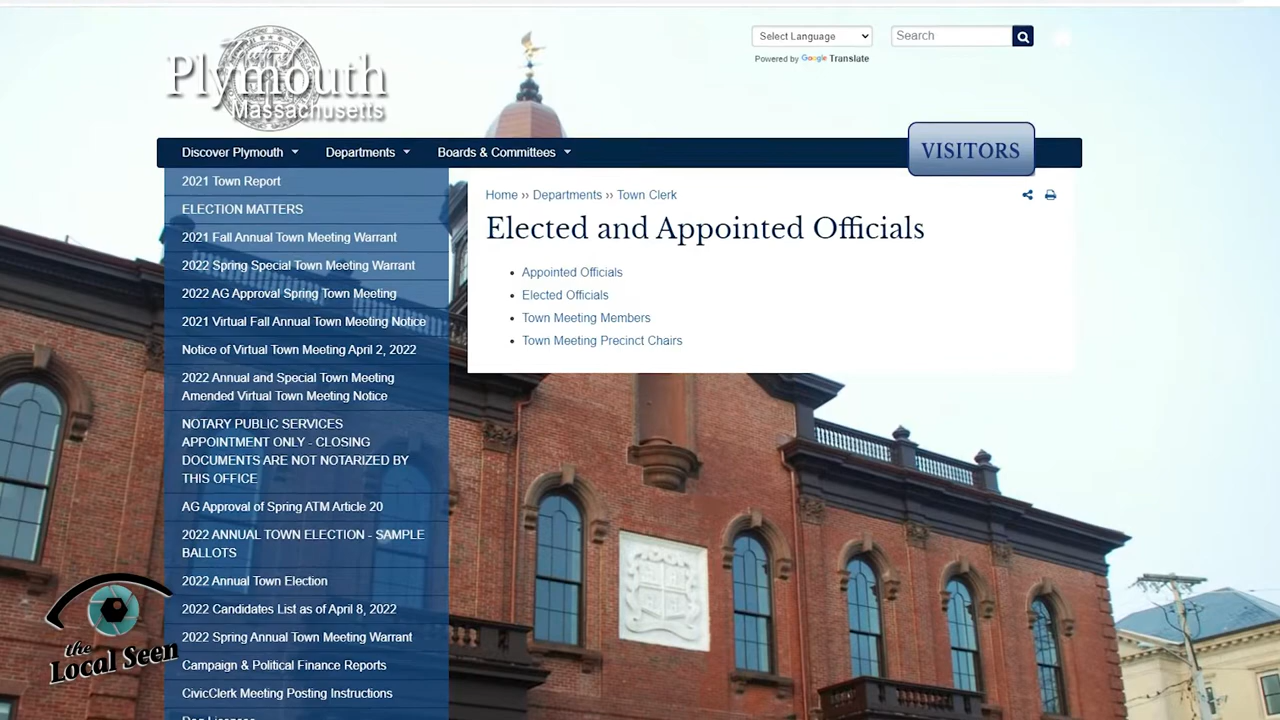 Plymouth
Massachusetts
Select Language
Search
Powered by Google Translate
Discover Plymouth
Departments
Boards & Committees
VISITORS
2021 Town Report
ELECTION MATTERS
2021 Fall Annual Town Meeting Warrant
2022 Spring Special Town Meeting Warrant
2022 AG Approval Spring Town Meeting
2021 Virtual Fall Annual Town Meeting Notice
Notice of Virtual Town Meeting April 2, 2022
2022 Annual and Special Town Meeting
Amended Virtual Town Meeting Notice
NOTARY PUBLIC SERVICES
APPOINTMENT ONLY - CLOSING
DOCUMENTS ARE NOT NOTARIZED BY
THIS OFFICE
AG Approval of Spring ATM Article 20
2022 ANNUAL TOWN ELECTION - SAMPLE
BALLOTS
2022 Annual Town Election
2022 Candidates List as of April 8, 2022
2022 Spring Annual Town Meeting Warrant
Campaign & Political Finance Reports
CivicClerk Meeting Posting Instructions
Home ›› Departments ›› Town Clerk
Elected and Appointed Officials
Appointed Officials
Elected Officials
Town Meeting Members
Town Meeting Precinct Chairs
the
Local Seen